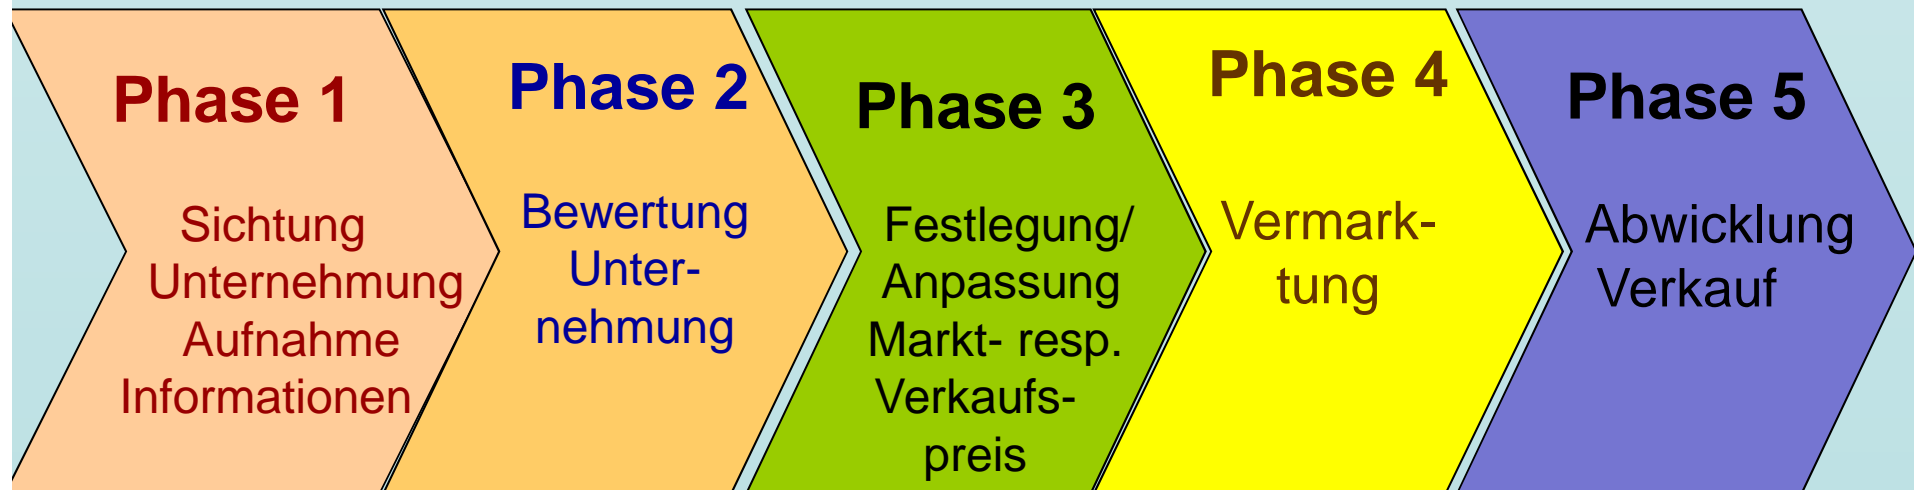 Phase 1
Sichtung
Unternehmung
Aufnahme
Informationen
Phase 2
Bewertung
Unter-
nehmung
Phase 3
Festlegung/
Anpassung
Markt- resp.
Verkaufs-
preis
Phase 4
Vermark-
tung
Phase 5
Abwicklung
Verkauf